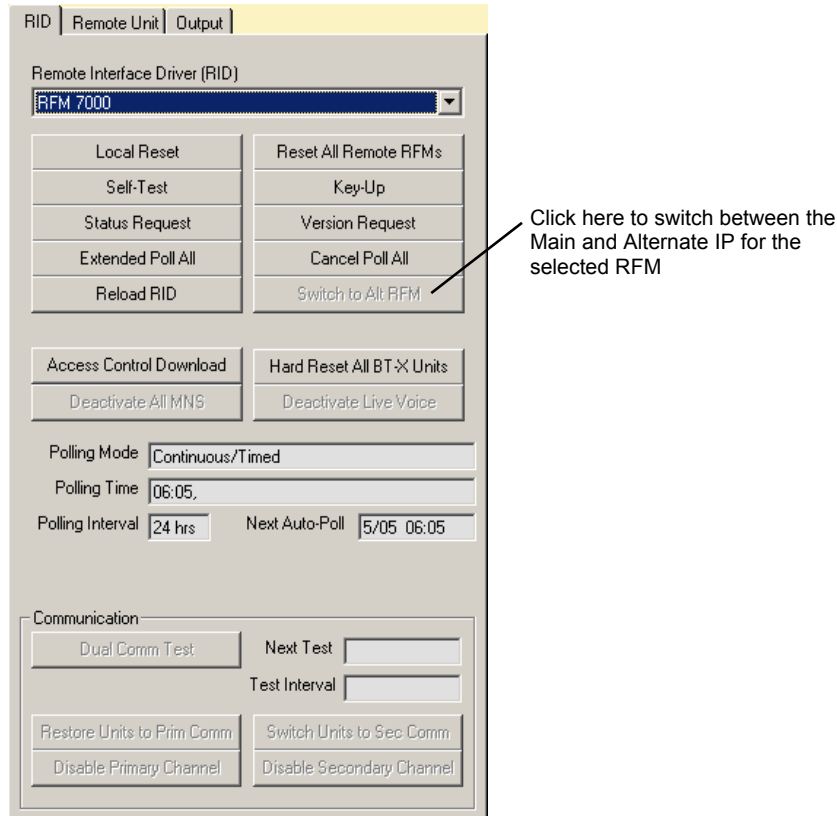 RID Remote Unit Output
Remote Interface Driver (RID)
RFM 7000
Local Reset Reset All Remote RFMs
Self-Test Key-Up
Status Request Version Request
Extended Poll All Cancel Poll All
Reload RID Switch to Alt RFM
Click here to switch between the
Main and Alternate IP for the
selected RFM
Access Control Download Hard Reset All BT-X Units
Deactivate All MNS Deactivate Live Voice
Polling Mode Continuous/Timed
Polling Time 06:05,
Polling Interval 24 hrs Next Auto-Poll 5/05 06:05
Communication
Dual Comm Test Next Test
Test Interval
Restore Units to Prim Comm Switch Units to Sec Comm
Disable Primary Channel Disable Secondary Channel